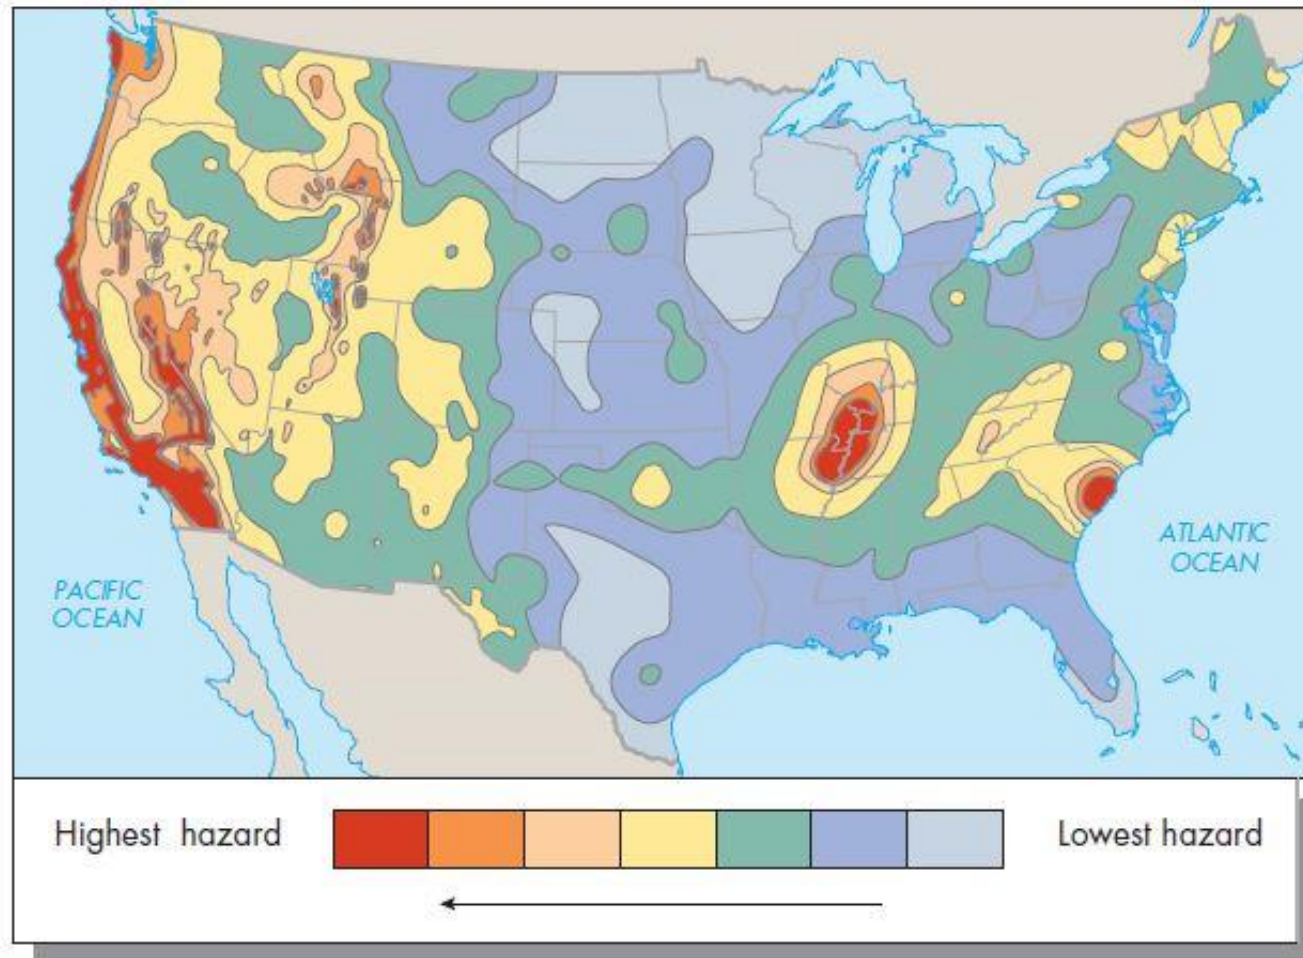 PACIFIC
OCEAN
ATLANTIC
OCEAN
Highest hazard
Lowest hazard